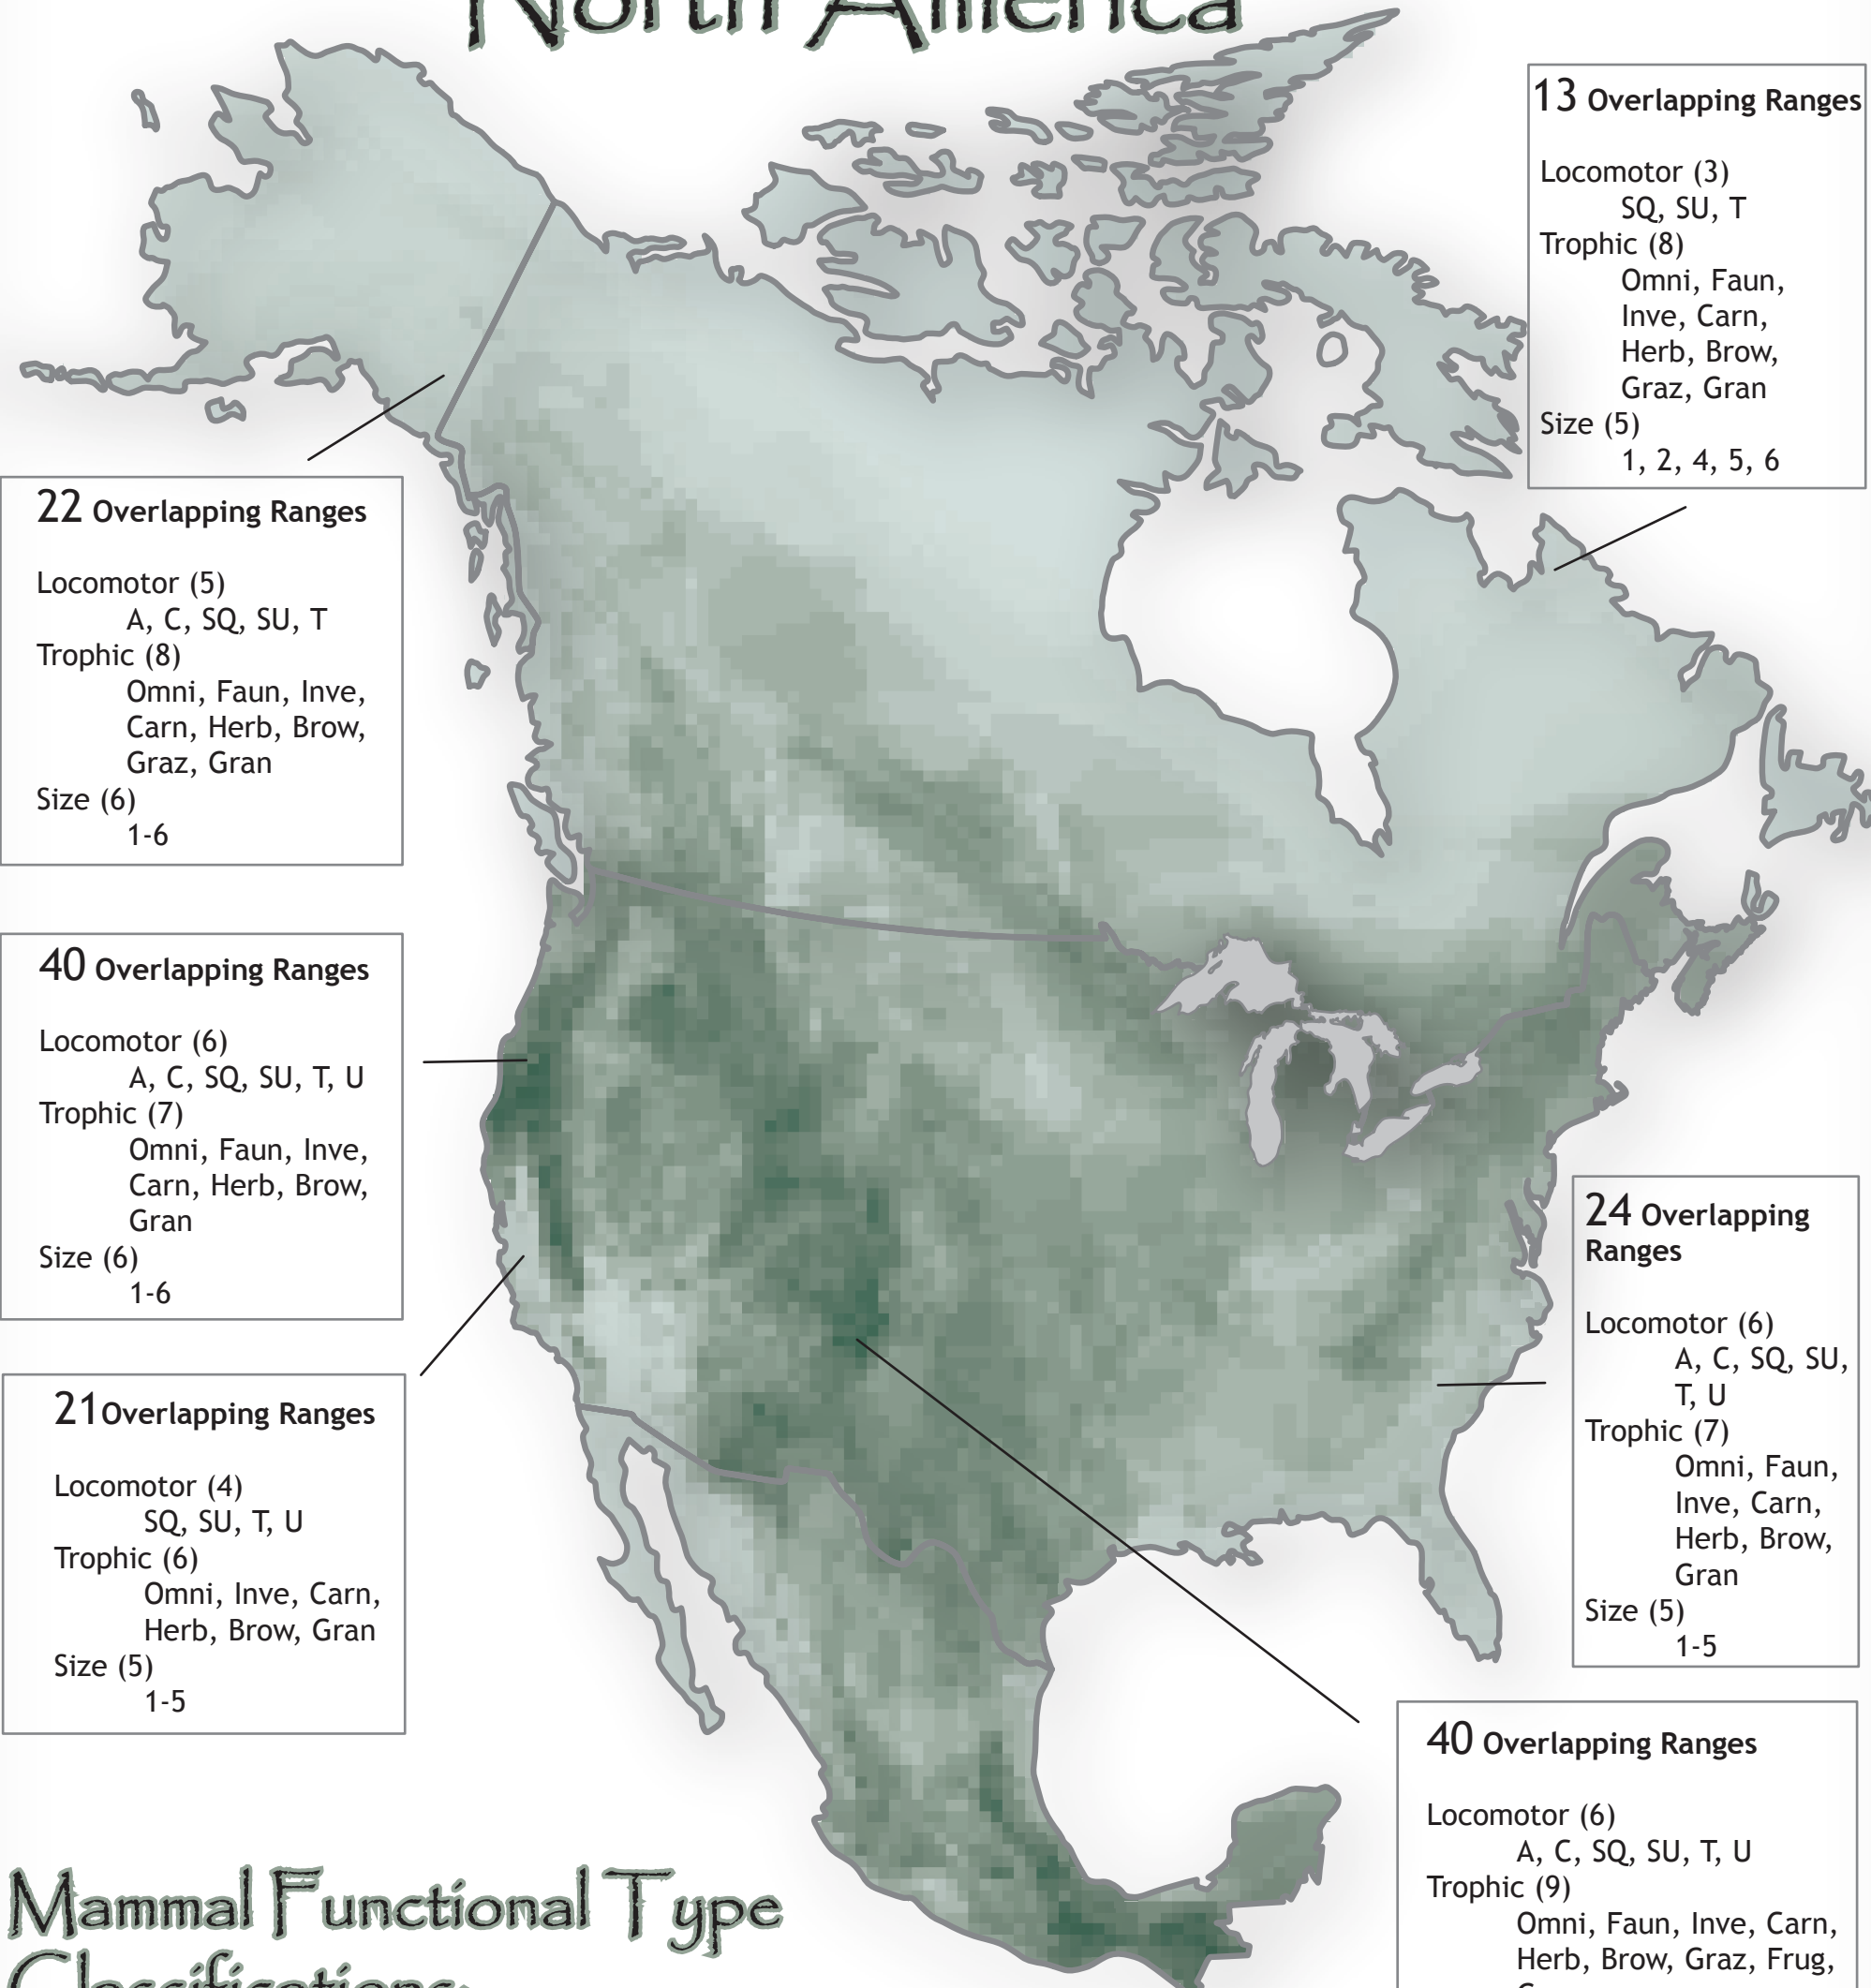 North America
13 Overlapping Ranges
Locomotor (3)
SQ, SU, T
Trophic (8)
Omni, Faun,
Inve, Carn,
Herb, Brow,
Graz, Gran
Size (5)
1, 2, 4, 5, 6
22 Overlapping Ranges
Locomotor (5)
A, C, SQ, SU, T
Trophic (8)
Omni, Faun, Inve,
Carn, Herb, Brow,
Graz, Gran
Size (6)
1-6
40 Overlapping Ranges
Locomotor (6)
A, C, SQ, SU, T, U
Trophic (7)
Omni, Faun, Inve,
Carn, Herb, Brow,
Gran
Size (6)
1-6
24 Overlapping
Ranges
Locomotor (6)
A, C, SQ, SU,
T, U
Trophic (7)
Omni, Faun,
Inve, Carn,
Herb, Brow,
Gran
Size (5)
1-5
21Overlapping Ranges
Locomotor (4)
SQ, SU, T, U
Trophic (6)
Omni, Inve, Carn,
Herb, Brow, Gran
Size (5)
1-5
40 Overlapping Ranges
Locomotor (6)
A, C, SQ, SU, T, U
Trophic (9)
Omni, Faun, Inve, Carn,
Herb, Brow, Graz, Frug,
Mammal Functional Type
Classifications